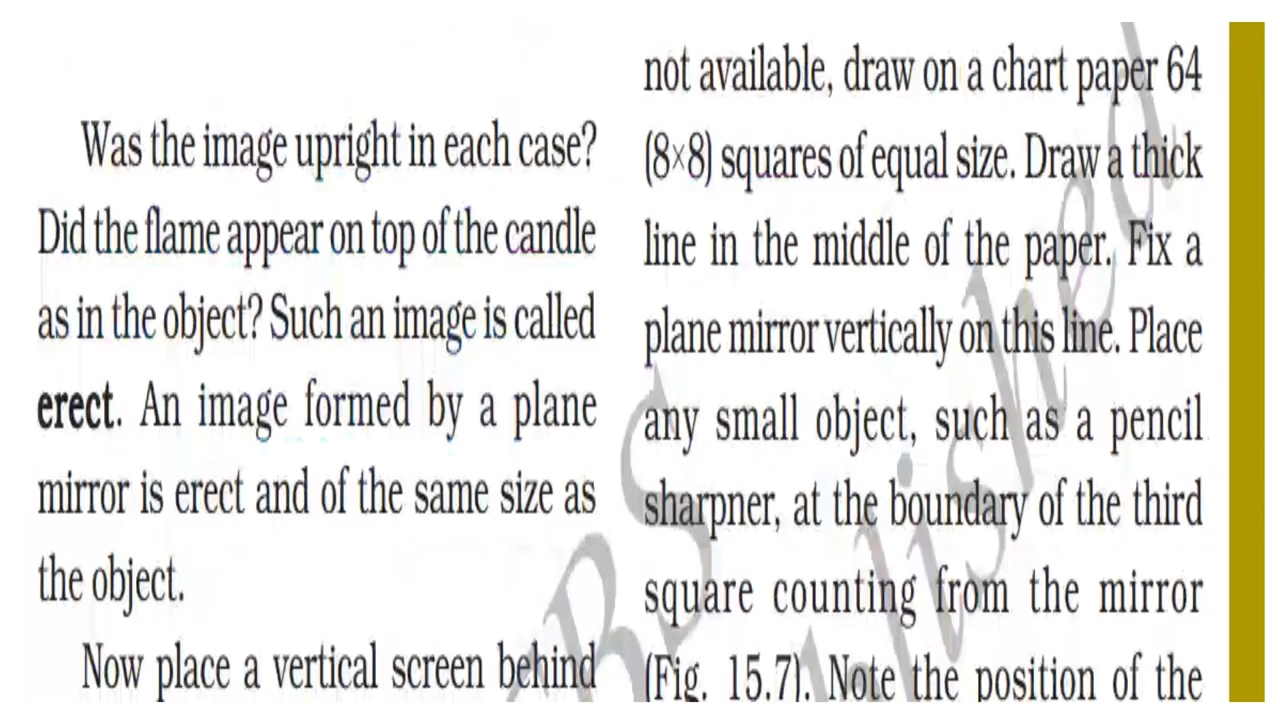 Was the image upright in each case?
Did the flame appear on top of the candle
as in the object? Such an image is called
erect. An image formed by a plane
mirror is erect and of the same size as
the object.
Now place a vertical screen behind
not available, draw on a chart paper 64
(8×8) squares of equal size. Draw a thick
line in the middle of the paper. Fix a
plane mirror vertically on this line. Place
any small object, such as a pencil
sharpner, at the boundary of the third
square counting from the mirror
(Fig. 15.7). Note the position of the